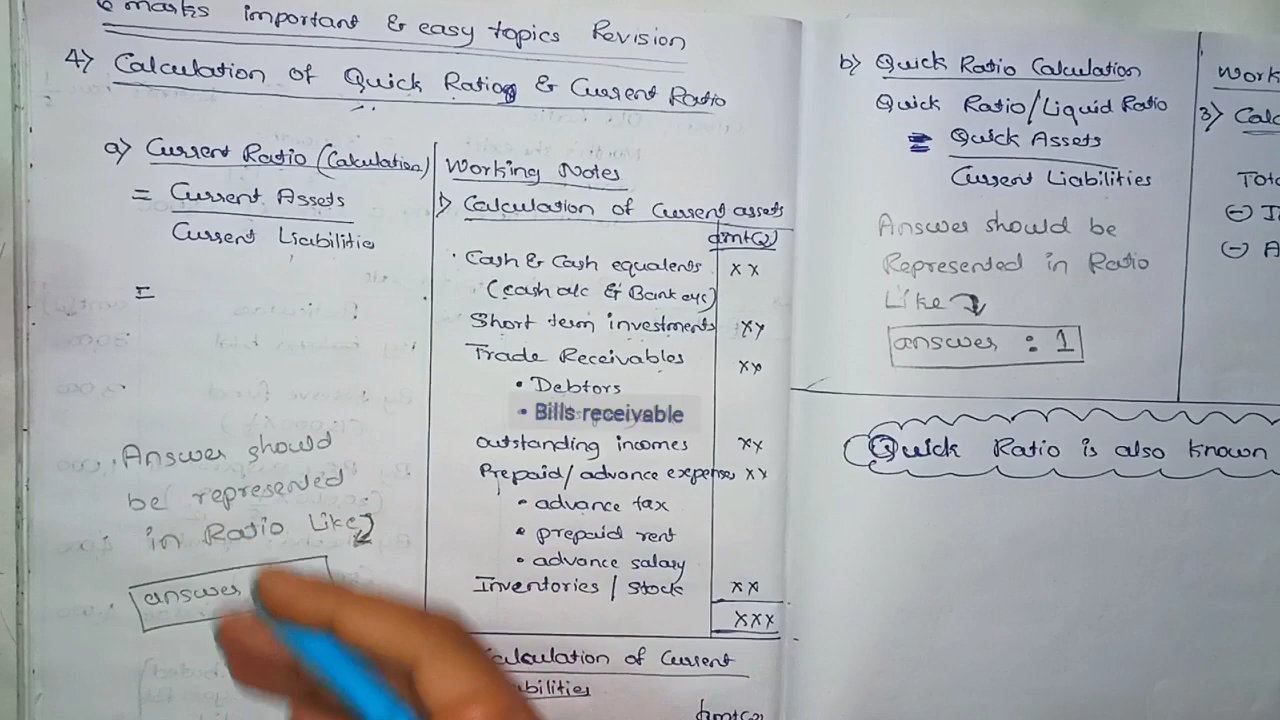 marks important & easy topics Revision
4) Calculation of Quick Ratio & Current Ratio
a) Current Ratio (Calculation)
= Current Assets
Current Liabilitie
=
Answer should
be represented
in Ratio Like
answer
Working Notes
1) Calculation of Current assets
amt(₹)
Cash & Cash equalents xx
(cash a/c & Bank a/c)
Short term investments xx
Trade Receivables xx
• Debtors
• Bills receivable
outstanding incomes xx
Prepaid/advance expenses xx
• advance tax
• prepaid rent
• advance salary
Inventories / Stock xx
xxx
Calculation of Current
amt(₹)
b) Quick Ratio Calculation
Quick Ratio/Liquid Ratio
= Quick Assets
Current Liabilities
Answer should be
Represented in Ratio
Like
answer : 1
Quick Ratio is also known
3)